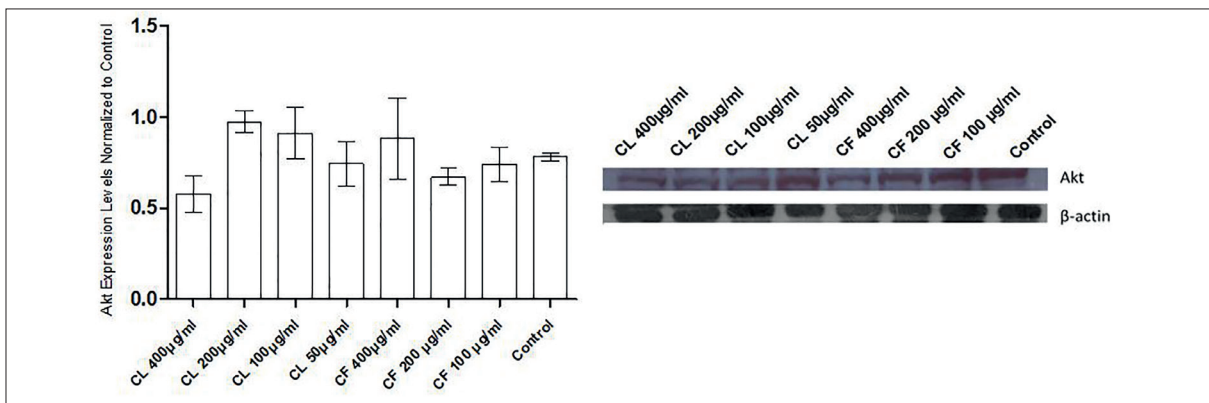 Akt Expression Levels Normalized to Control
1.5
1.0
0.5
0.0
CL 400µg/ml
CL 200µg/ml
CL 100µg/ml
CL 50µg/ml
CF 400µg/ml
CF 200 µg/ml
CF 100 µg/ml
Control
CL 400µg/ml
CL 200µg/ml
CL 100µg/ml
CL 50µg/ml
CF 400µg/ml
CF 200 µg/ml
CF 100 µg/ml
Control
Akt
β-actin